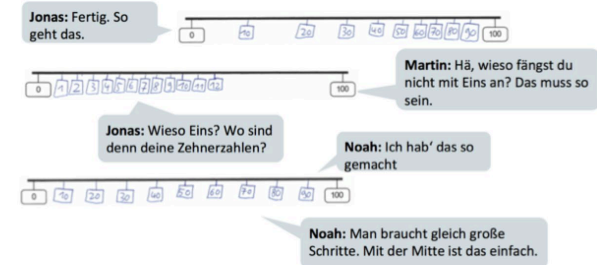 Jonas: Fertig. So
geht das.
0 10 20 30 40 50 60 70 80 90 100
Martin: Hä, wieso fängst du
nicht mit Eins an? Das muss so
sein.
0 1 2 3 4 5 6 7 8 9 10 11 12 100
Jonas: Wieso Eins? Wo sind
denn deine Zehnerzahlen?
Noah: Ich hab‘ das so
gemacht
0 10 20 30 40 50 60 70 80 90 100
Noah: Man braucht gleich große
Schritte. Mit der Mitte ist das einfach.